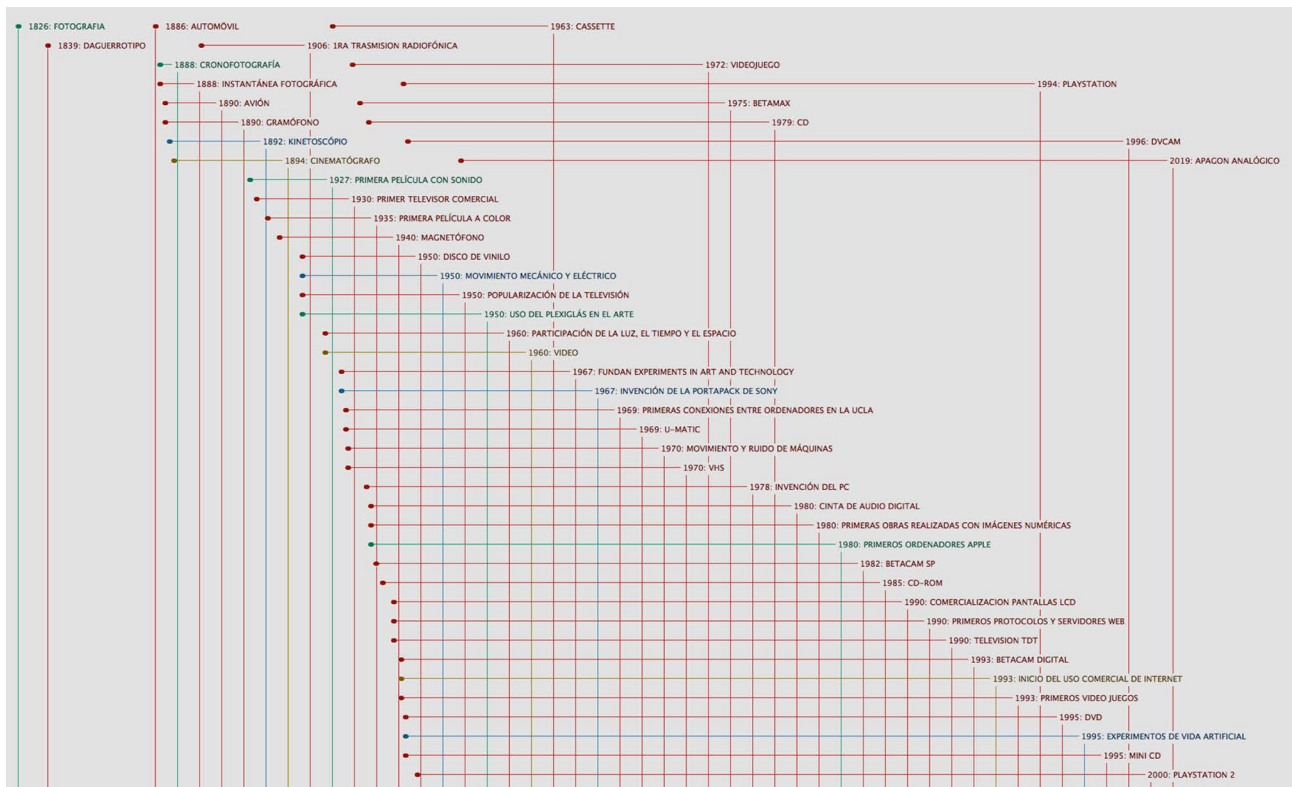 1826: FOTOGRAFIA
1886: AUTOMÓVIL
1963: CASSETTE
1839: DAGUERROTIPO
1906: 1RA TRASMISION RADIOFÓNICA
1888: CRONOFOTOGRAFÍA
1972: VIDEOJUEGO
1888: INSTANTÁNEA FOTOGRÁFICA
1994: PLAYSTATION
1890: AVIÓN
1975: BETAMAX
1890: GRAMÓFONO
1979: CD
1892: KINETOSCÓPIO
1996: DVCAM
1894: CINEMATÓGRAFO
2019: APAGON ANALÓGICO
1927: PRIMERA PELÍCULA CON SONIDO
1930: PRIMER TELEVISOR COMERCIAL
1935: PRIMERA PELÍCULA A COLOR
1940: MAGNETÓFONO
1950: DISCO DE VINILO
1950: MOVIMIENTO MECÁNICO Y ELÉCTRICO
1950: POPULARIZACIÓN DE LA TELEVISIÓN
1950: USO DEL PLEXIGLÁS EN EL ARTE
1960: PARTICIPACIÓN DE LA LUZ, EL TIEMPO Y EL ESPACIO
1960: VIDEO
1967: FUNDAN EXPERIMENTS IN ART AND TECHNOLOGY
1967: INVENCIÓN DE LA PORTAPACK DE SONY
1969: PRIMERAS CONEXIONES ENTRE ORDENADORES EN LA UCLA
1969: U-MATIC
1970: MOVIMIENTO Y RUIDO DE MÁQUINAS
1970: VHS
1978: INVENCIÓN DEL PC
1980: CINTA DE AUDIO DIGITAL
1980: PRIMERAS OBRAS REALIZADAS CON IMÁGENES NUMÉRICAS
1980: PRIMEROS ORDENADORES APPLE
1982: BETACAM SP
1985: CD-ROM
1990: COMERCIALIZACION PANTALLAS LCD
1990: PRIMEROS PROTOCOLOS Y SERVIDORES WEB
1990: TELEVISION TDT
1993: BETACAM DIGITAL
1993: INICIO DEL USO COMERCIAL DE INTERNET
1993: PRIMEROS VIDEO JUEGOS
1995: DVD
1995: EXPERIMENTOS DE VIDA ARTIFICIAL
1995: MINI CD
2000: PLAYSTATION 2